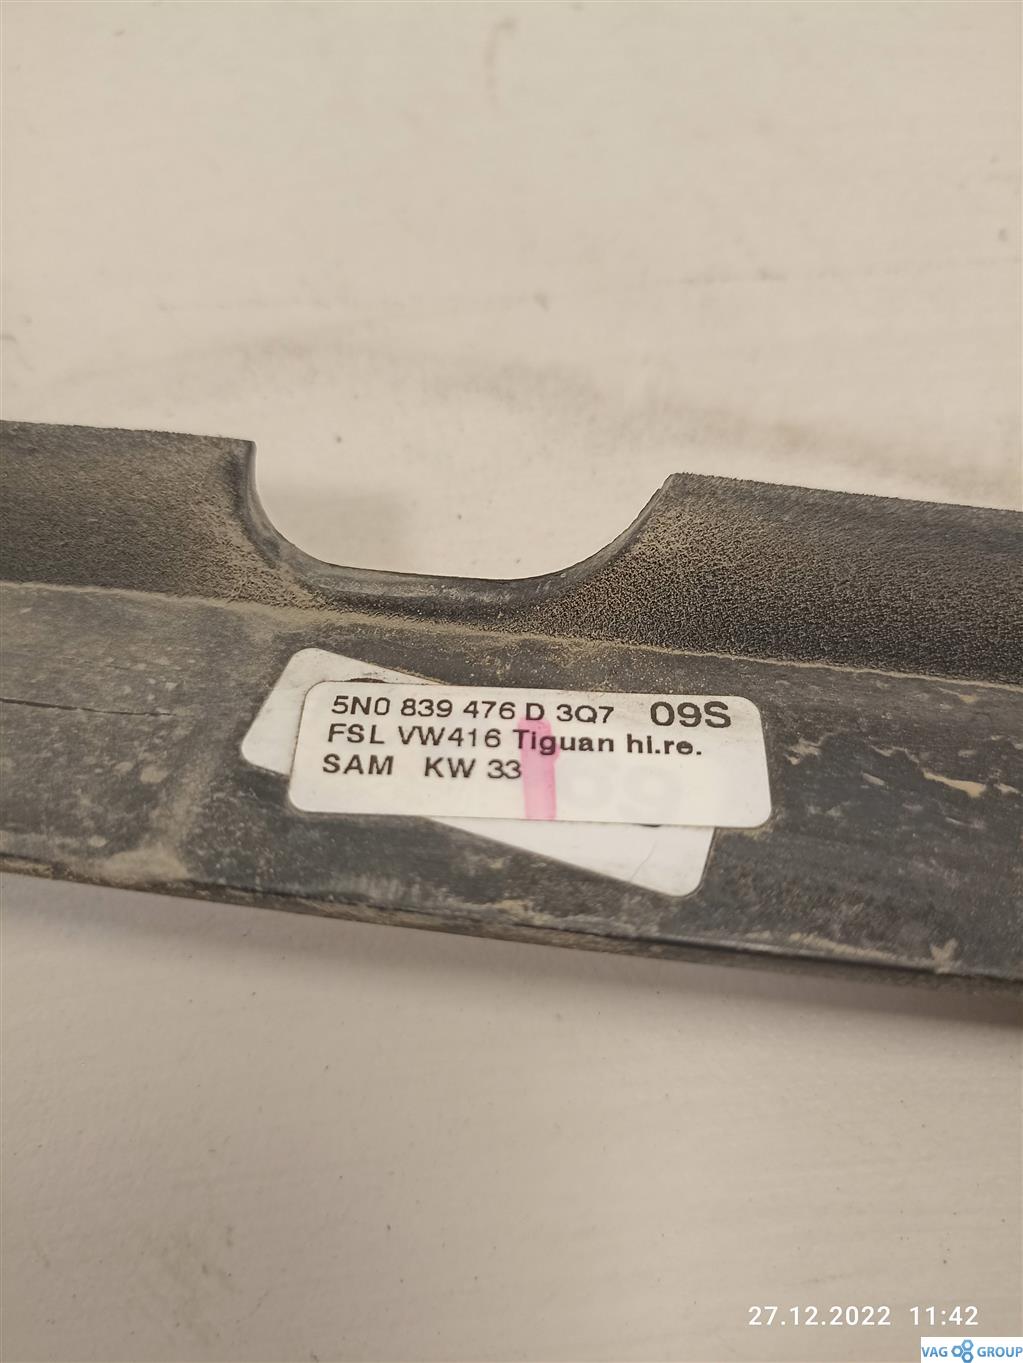 5N0 839 476 D 3Q7 09S
FSL VW416 Tiguan hi.re.
SAM KW 33
27.12.2022 11:42
VAG GROUP